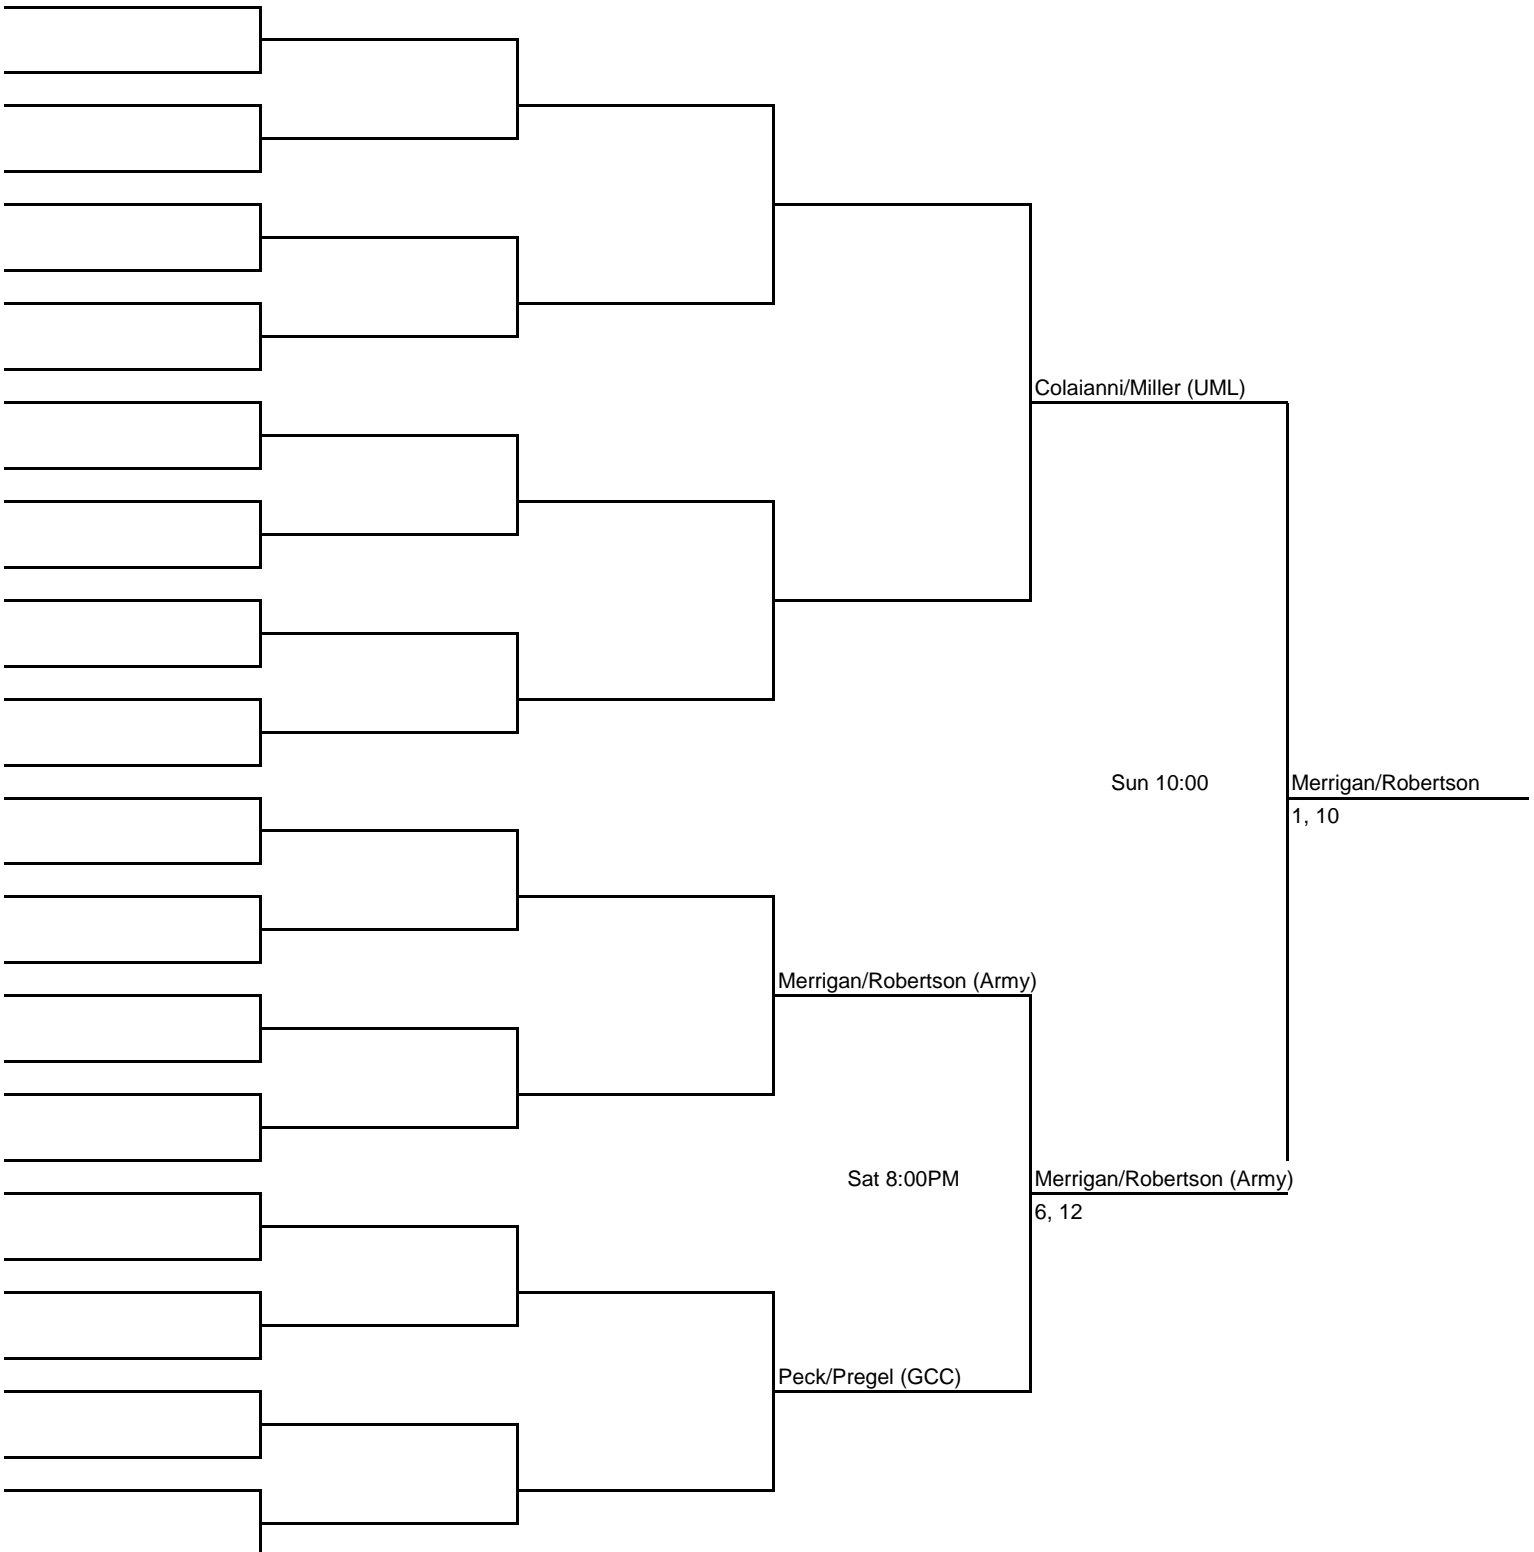 Colaianni/Miller (UML)
Sun 10:00
Merrigan/Robertson
1, 10
Merrigan/Robertson (Army)
Sat 8:00PM
Merrigan/Robertson (Army)
6, 12
Peck/Pregel (GCC)